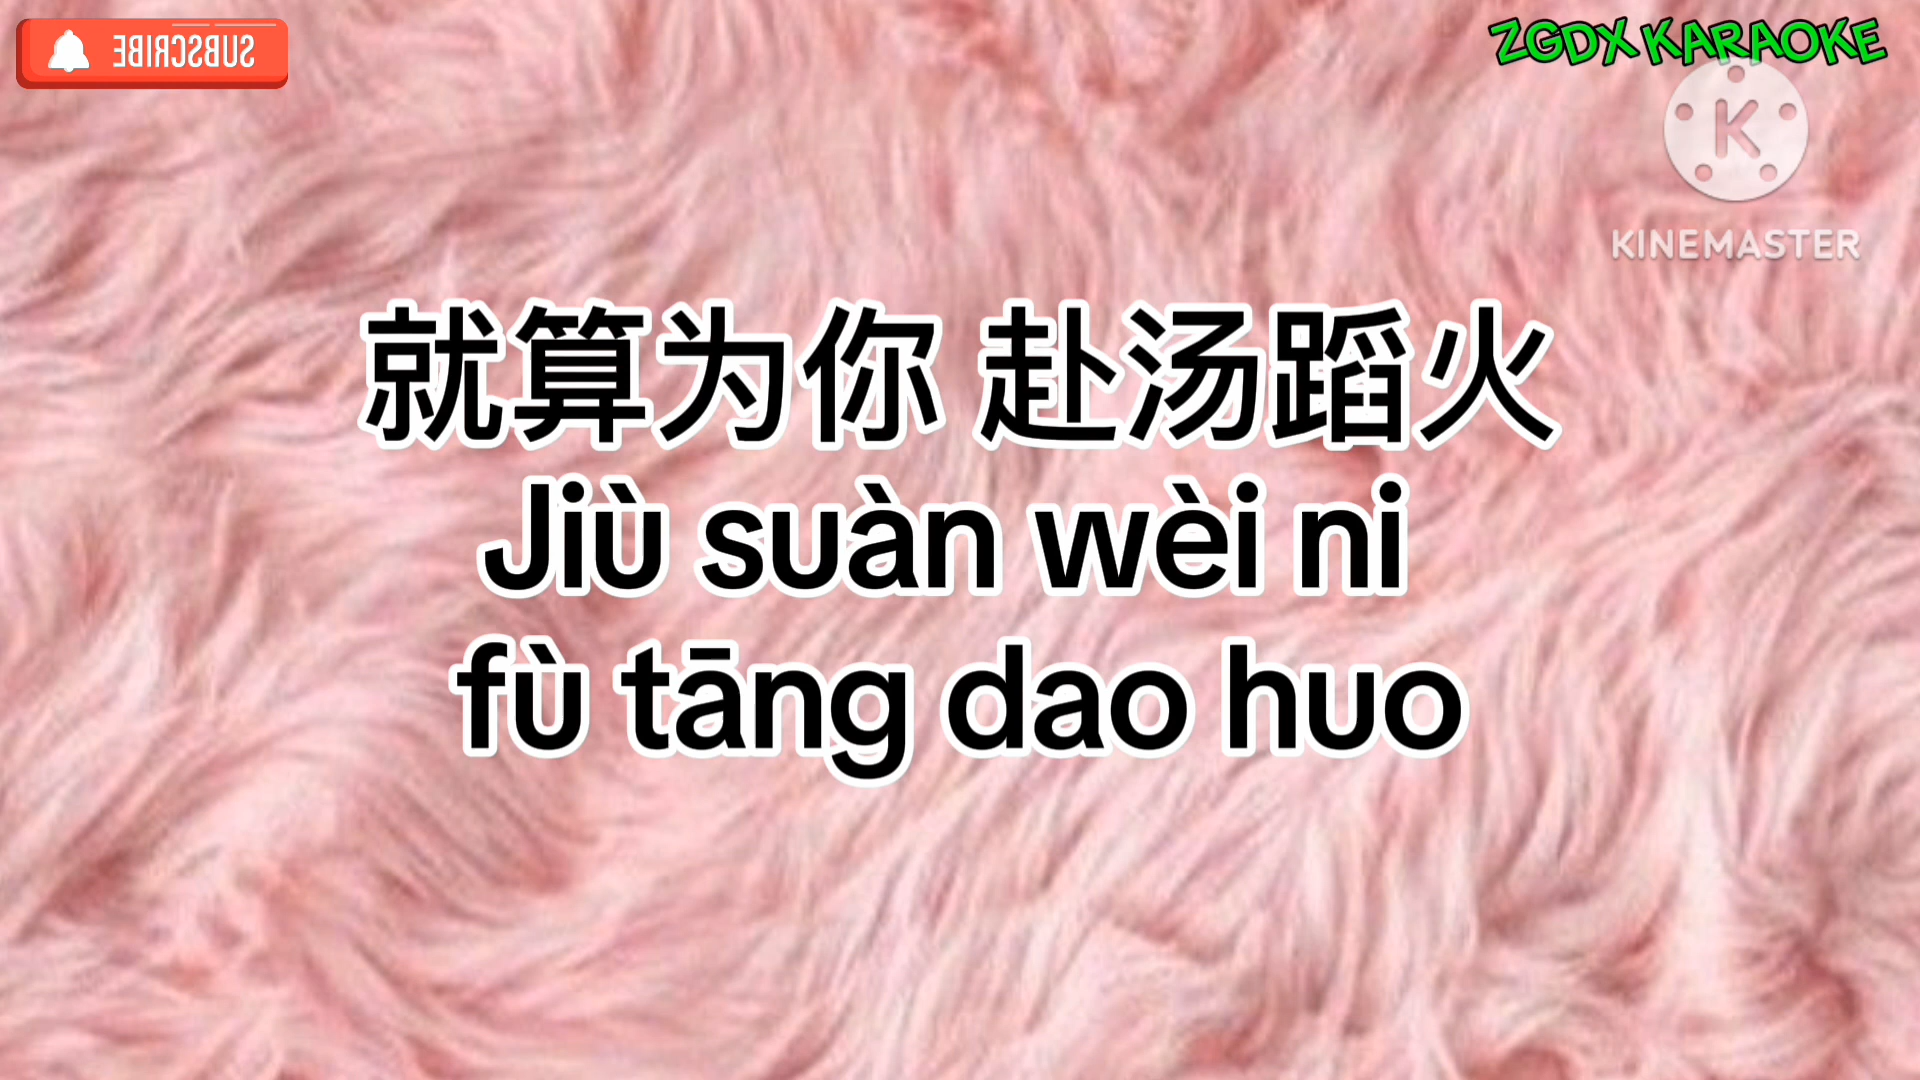 SUBSCRIBE
ZGDX KARAOKE
K
KINEMASTER
就算为你 赴汤蹈火
Jiù suàn wèi ni
fù tāng dao huo